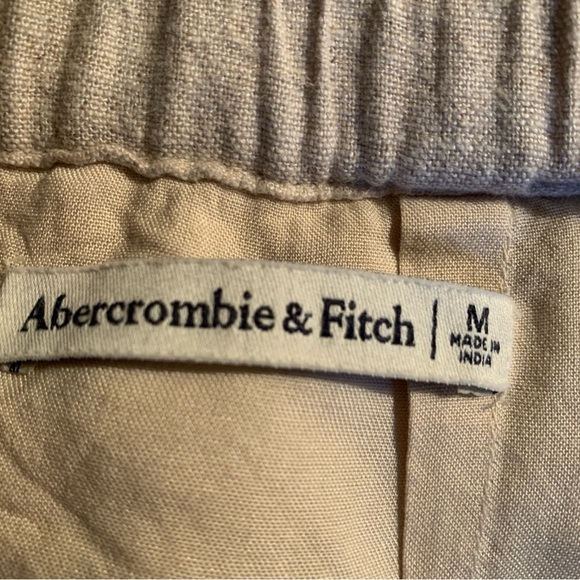 Abercrombie & Fitch | M
MADE IN
INDIA